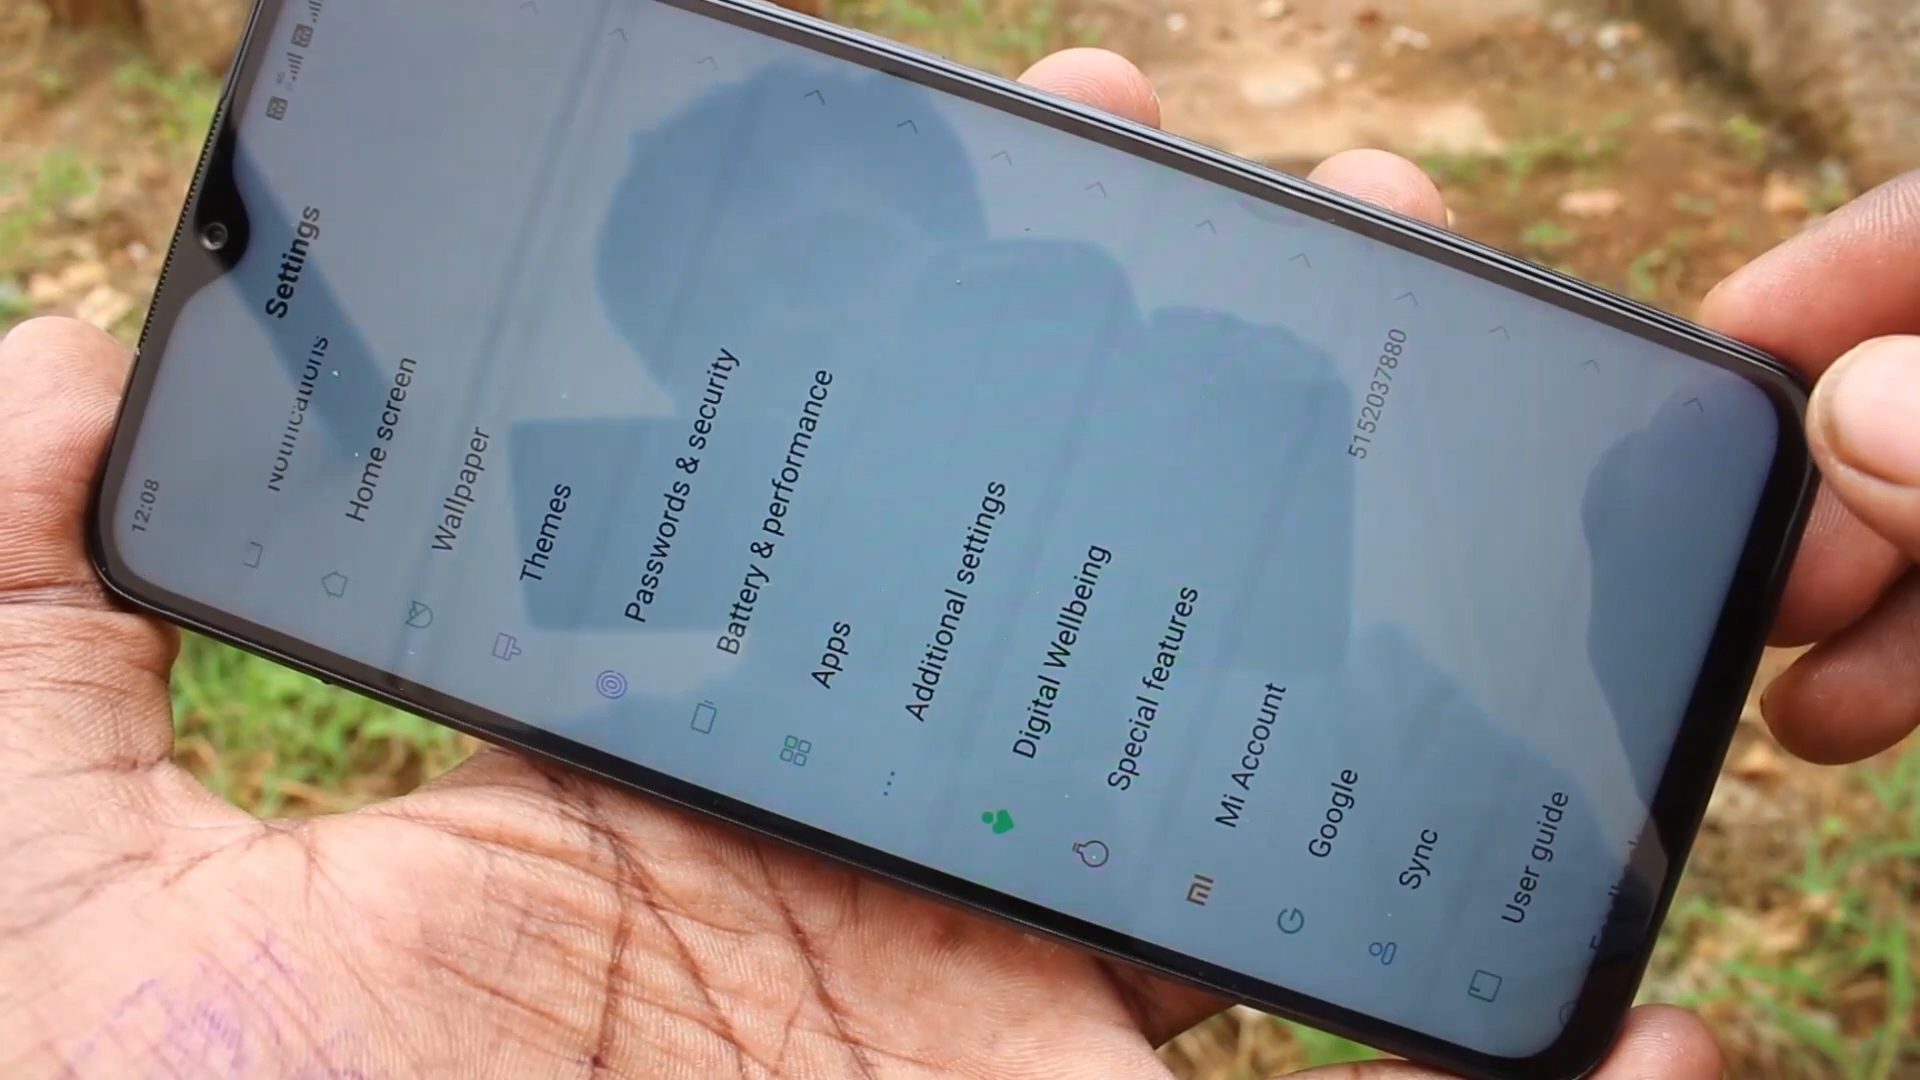 12:08
Settings
Notifications
Home screen
Wallpaper
Themes
Passwords & security
Battery & performance
Apps
Additional settings
Digital Wellbeing
Special features
Mi Account 5152037880
Google
Sync
User guide